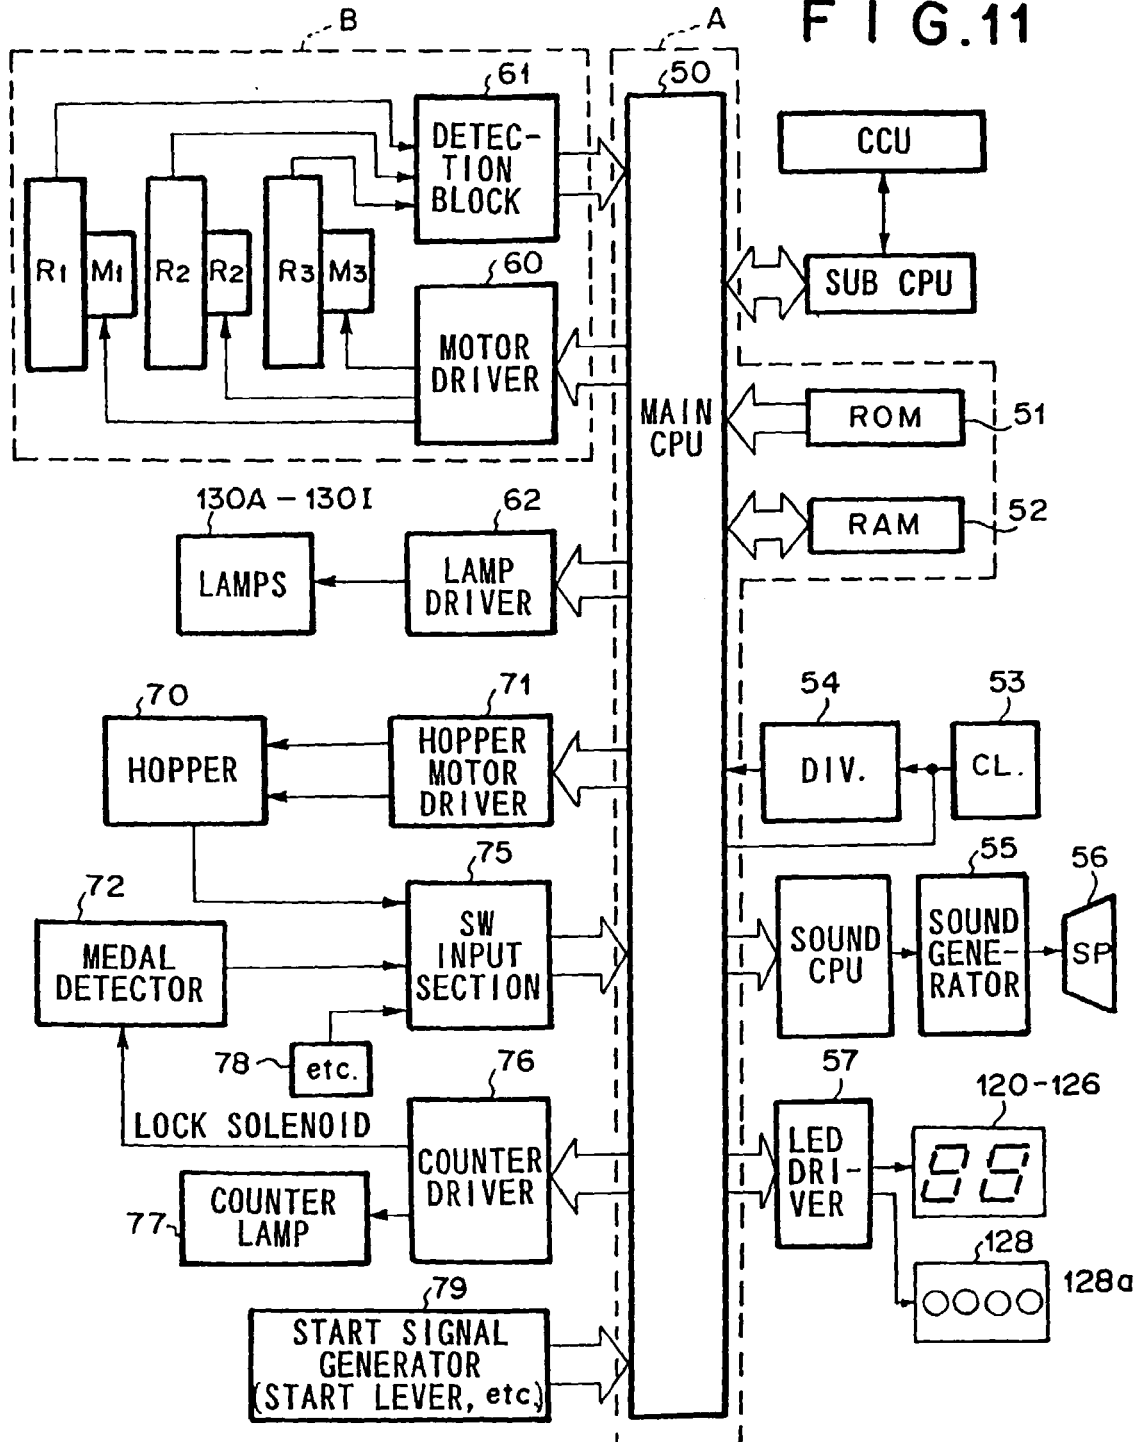 FIG.11
B
A
61
50
DETEC-
TION
BLOCK
CCU
R1
M1
R2
R2
R3
M3
60
SUB CPU
MOTOR
DRIVER
MAIN
CPU
ROM
51
130A - 130I
62
RAM
52
LAMPS
LAMP
DRIVER
70
71
54
53
HOPPER
HOPPER
MOTOR
DRIVER
DIV.
CL.
72
75
55
56
MEDAL
DETECTOR
SW
INPUT
SECTION
SOUND
CPU
SOUND
GENE-
RATOR
SP
78
etc.
76
57
120-126
LOCK SOLENOID
COUNTER
DRIVER
LED
DRI-
VER
88
77
COUNTER
LAMP
128
128a
79
START SIGNAL
GENERATOR
(START LEVER, etc.)